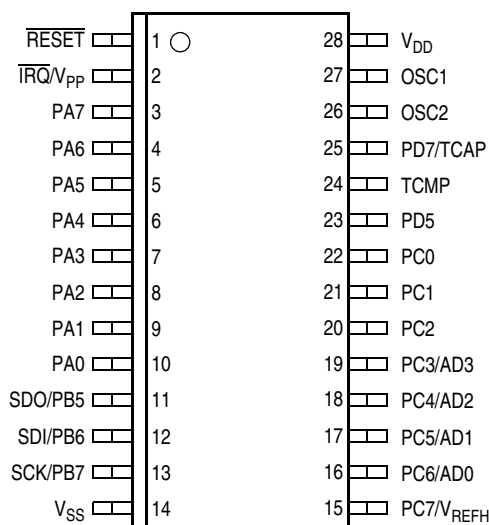 RESET 1 28 VDD
IRQ/VPP 2 27 OSC1
PA7 3 26 OSC2
PA6 4 25 PD7/TCAP
PA5 5 24 TCMP
PA4 6 23 PD5
PA3 7 22 PC0
PA2 8 21 PC1
PA1 9 20 PC2
PA0 10 19 PC3/AD3
SDO/PB5 11 18 PC4/AD2
SDI/PB6 12 17 PC5/AD1
SCK/PB7 13 16 PC6/AD0
VSS 14 15 PC7/VREFH